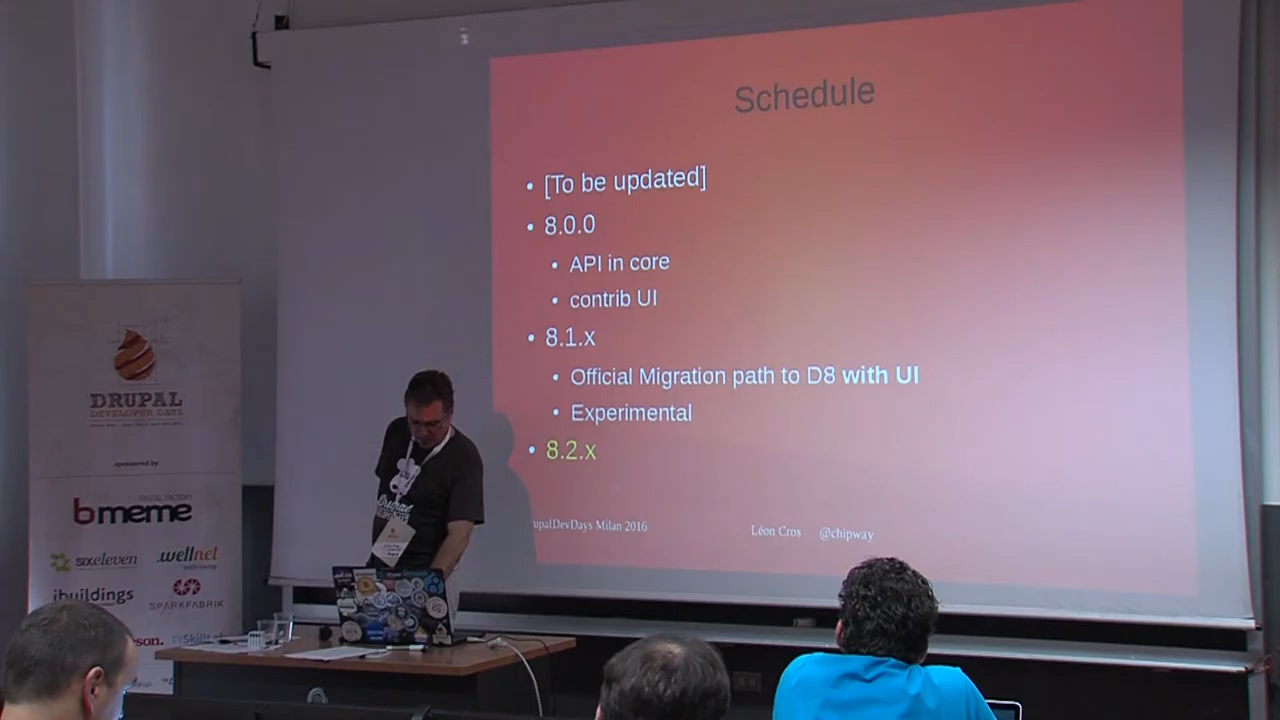 Schedule
[To be updated]
8.0.0
API in core
contrib UI
8.1.x
Official Migration path to D8 with UI
Experimental
8.2.x
upalDevDays Milan 2016
Léon Cros @chipway
DRUPAL
DEVELOPER DAYS
sponsored by
bmeme
sixeleven
wellnet
ibuildings
SPARKFABRIK